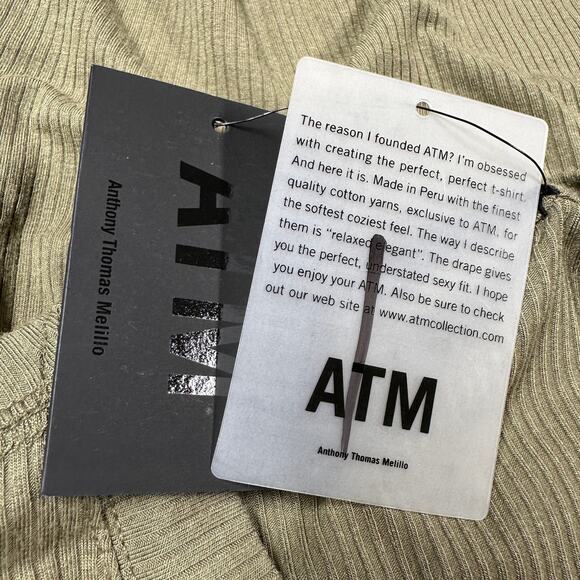 The reason I founded ATM? I'm obsessed
with creating the perfect, perfect t-shirt.
And here it is. Made in Peru with the finest
quality cotton yarns, exclusive to ATM, for
the softest coziest feel. The way I describe
them is "relaxed elegant". The drape gives
you the perfect, understated sexy fit. I hope
you enjoy your ATM. Also be sure to check
out our web site at www.atmcollection.com
ATM
Anthony Thomas Melillo
ATM
Anthony Thomas Melillo